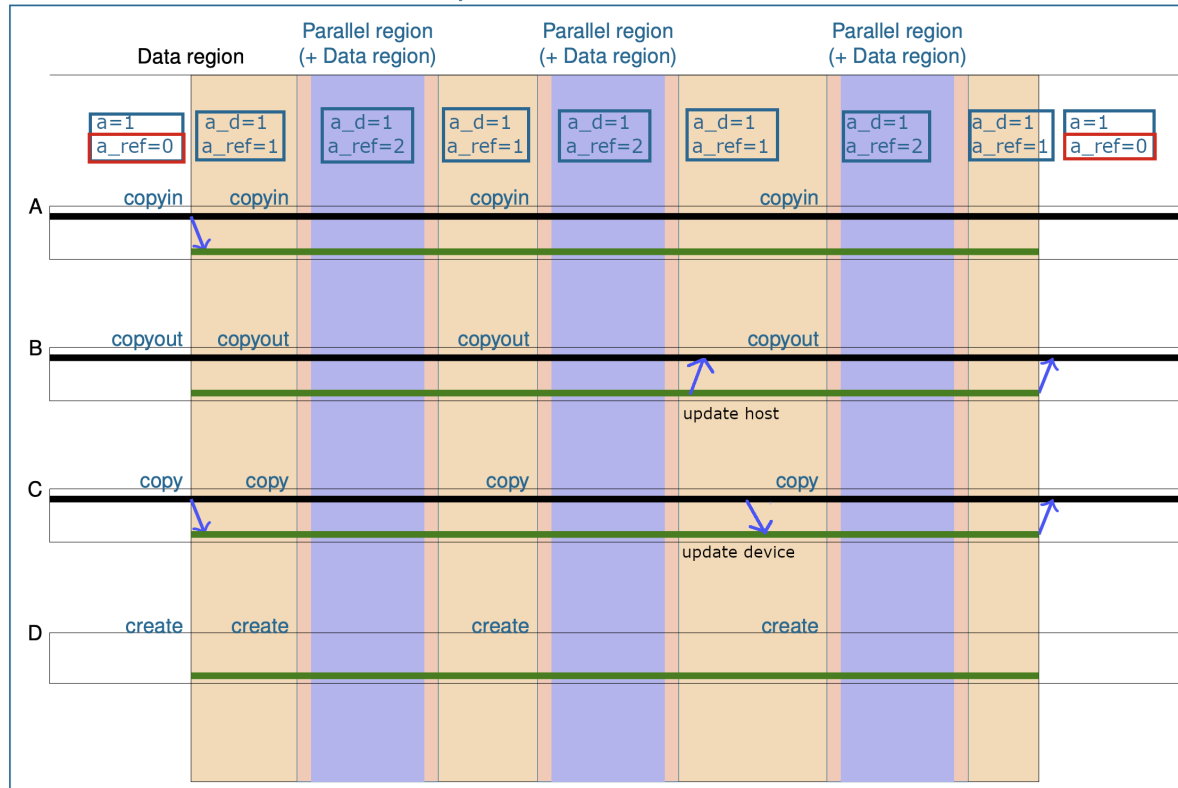 Parallel region
(+ Data region)
Parallel region
(+ Data region)
Parallel region
(+ Data region)
Data region
a=1
a_ref=0
a_d=1
a_ref=1
a_d=1
a_ref=2
a_d=1
a_ref=1
a_d=1
a_ref=2
a_d=1
a_ref=1
a_d=1
a_ref=2
a_d=1
a_ref=1
a=1
a_ref=0
A copyin copyin copyin copyin
B copyout copyout copyout copyout
update host
C copy copy copy copy
update device
D create create create create